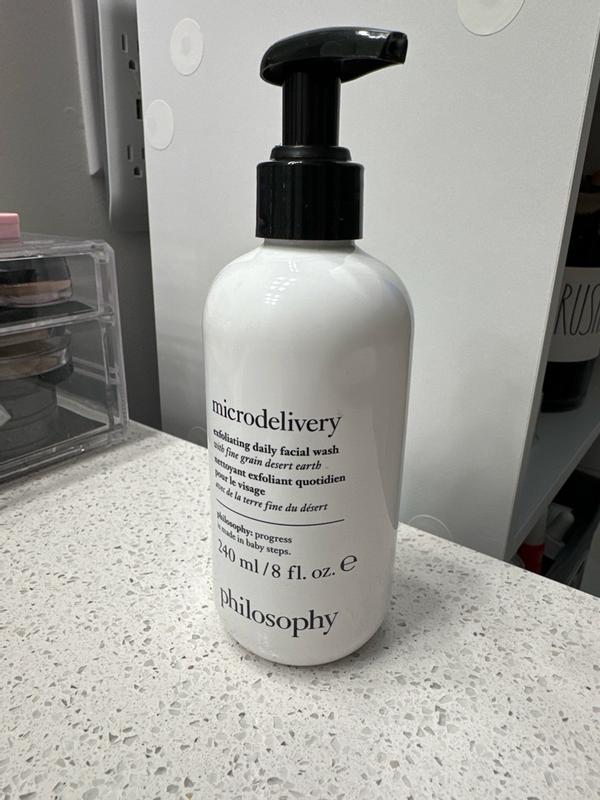 microdelivery
exfoliating daily facial wash
with fine grain desert earth
nettoyant exfoliant quotidien
pour le visage
avec de la terre fine du désert
philosophy: progress
is made in baby steps.
240 ml/8 fl. oz. ℮
philosophy